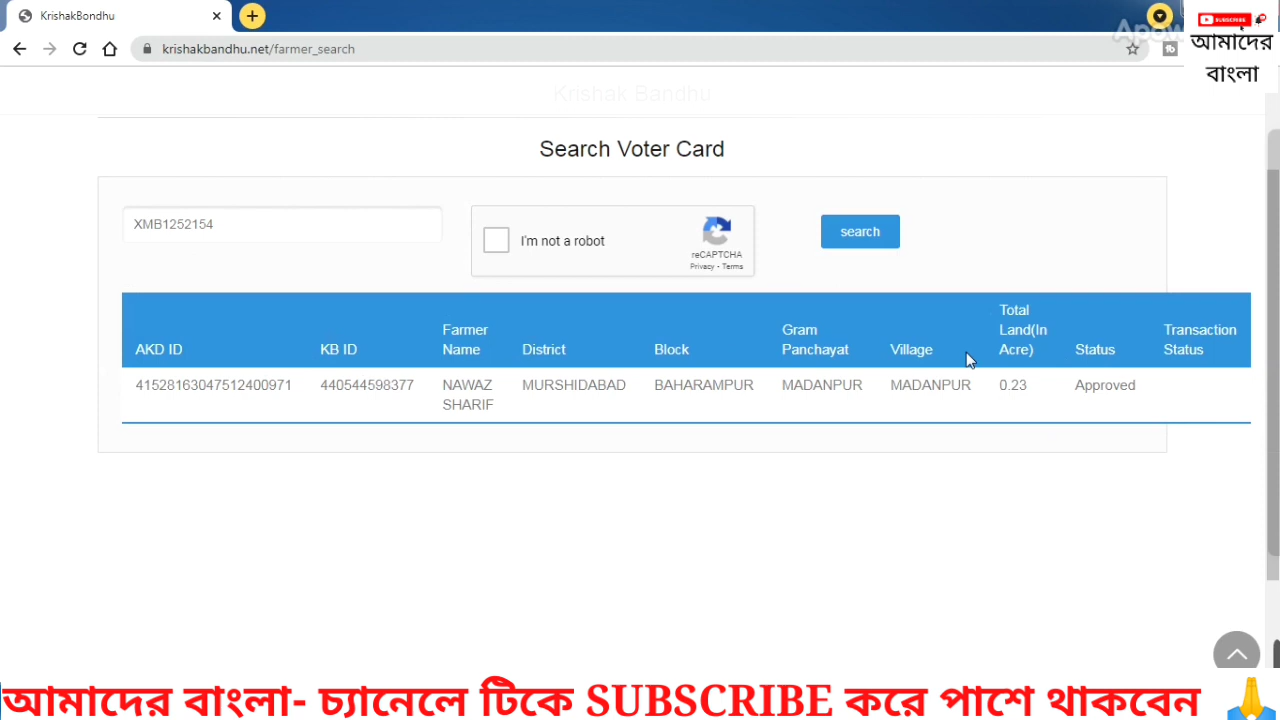 KrishakBondhu
SUBSCRIBE
আমাদের
বাংলা
krishakbandhu.net/farmer_search
Krishak Bandhu
Search Voter Card
XMB1252154
I'm not a robot
reCAPTCHA
Privacy - Terms
search
AKD ID KB ID Farmer Name District Block Gram Panchayat Village Total Land(In Acre) Status Transaction Status
41528163047512400971 440544598377 NAWAZ SHARIF MURSHIDABAD BAHARAMPUR MADANPUR MADANPUR 0.23 Approved
আমাদের বাংলা- চ্যানেলে টিকে SUBSCRIBE করে পাশে থাকবেন 🙏